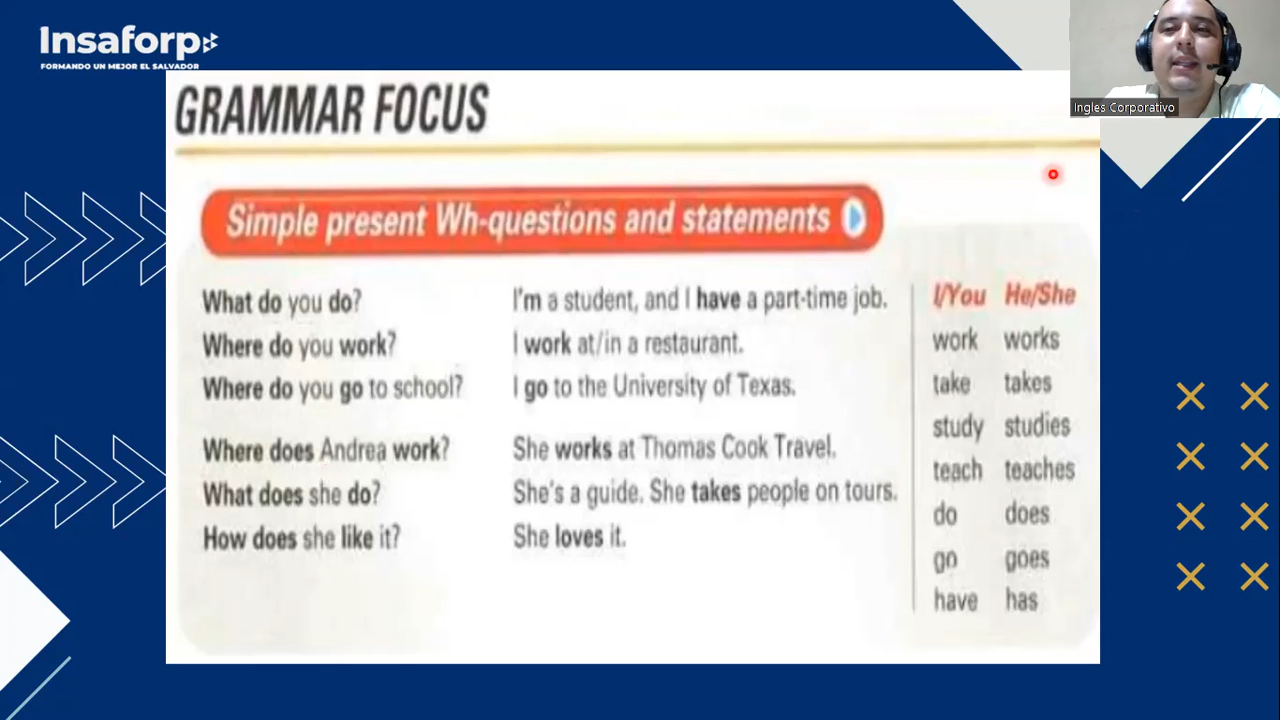 Insaforp
FORMANDO UN MEJOR EL SALVADOR
Ingles Corporativo
GRAMMAR FOCUS
Simple present Wh-questions and statements
What do you do? I'm a student, and I have a part-time job.
Where do you work? I work at/in a restaurant.
Where do you go to school? I go to the University of Texas.
Where does Andrea work? She works at Thomas Cook Travel.
What does she do? She's a guide. She takes people on tours.
How does she like it? She loves it.
I/You He/She
work works
take takes
study studies
teach teaches
do does
go goes
have has